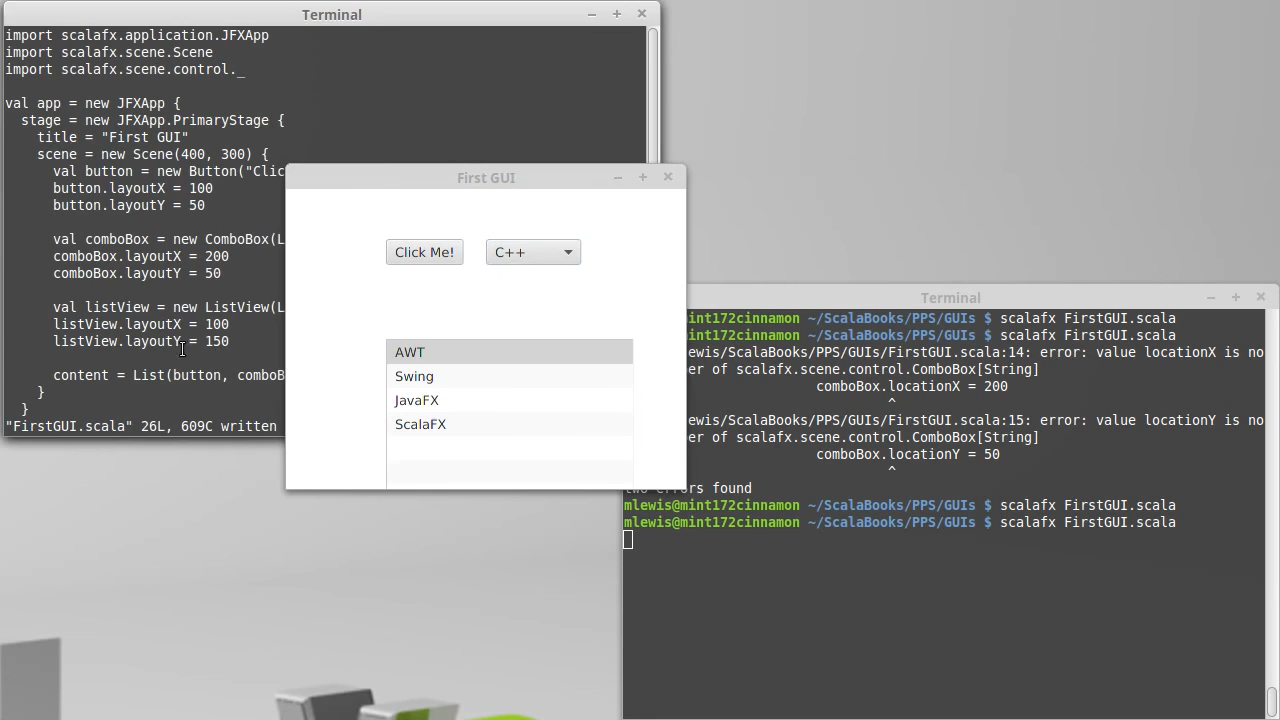 Terminal
import scalafx.application.JFXApp
import scalafx.scene.Scene
import scalafx.scene.control._
val app = new JFXApp {
stage = new JFXApp.PrimaryStage {
title = "First GUI"
scene = new Scene(400, 300) {
val button = new Button("Clic
button.layoutX = 100
button.layoutY = 50
val comboBox = new ComboBox(L
comboBox.layoutX = 200
comboBox.layoutY = 50
val listView = new ListView(L
listView.layoutX = 100
listView.layoutY = 150
content = List(button, comboB
}
}
"FirstGUI.scala" 26L, 609C written
First GUI
Click Me!
C++
AWT
Swing
JavaFX
ScalaFX
Terminal
mint172cinnamon ~/ScalaBooks/PPS/GUIs $ scalafx FirstGUI.scala
mint172cinnamon ~/ScalaBooks/PPS/GUIs $ scalafx FirstGUI.scala
lewis/ScalaBooks/PPS/GUIs/FirstGUI.scala:14: error: value locationX is no
er of scalafx.scene.control.ComboBox[String]
comboBox.locationX = 200
^
lewis/ScalaBooks/PPS/GUIs/FirstGUI.scala:15: error: value locationY is no
er of scalafx.scene.control.ComboBox[String]
comboBox.locationY = 50
^
two errors found
mlewis@mint172cinnamon ~/ScalaBooks/PPS/GUIs $ scalafx FirstGUI.scala
mlewis@mint172cinnamon ~/ScalaBooks/PPS/GUIs $ scalafx FirstGUI.scala